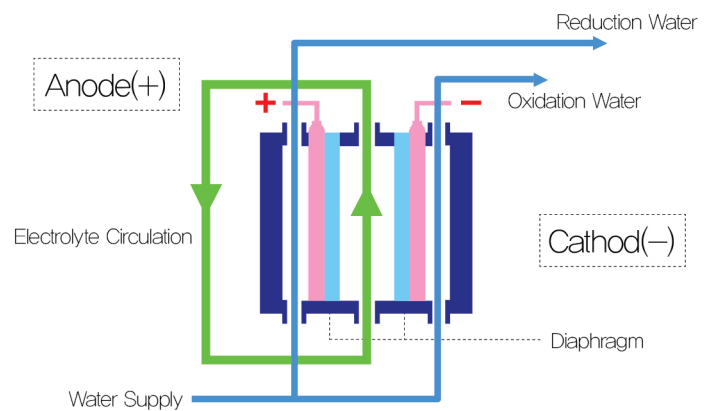 Reduction Water
Anode(+)
+
−
Oxidation Water
Electrolyte Circulation
Cathod(−)
Diaphragm
Water Supply